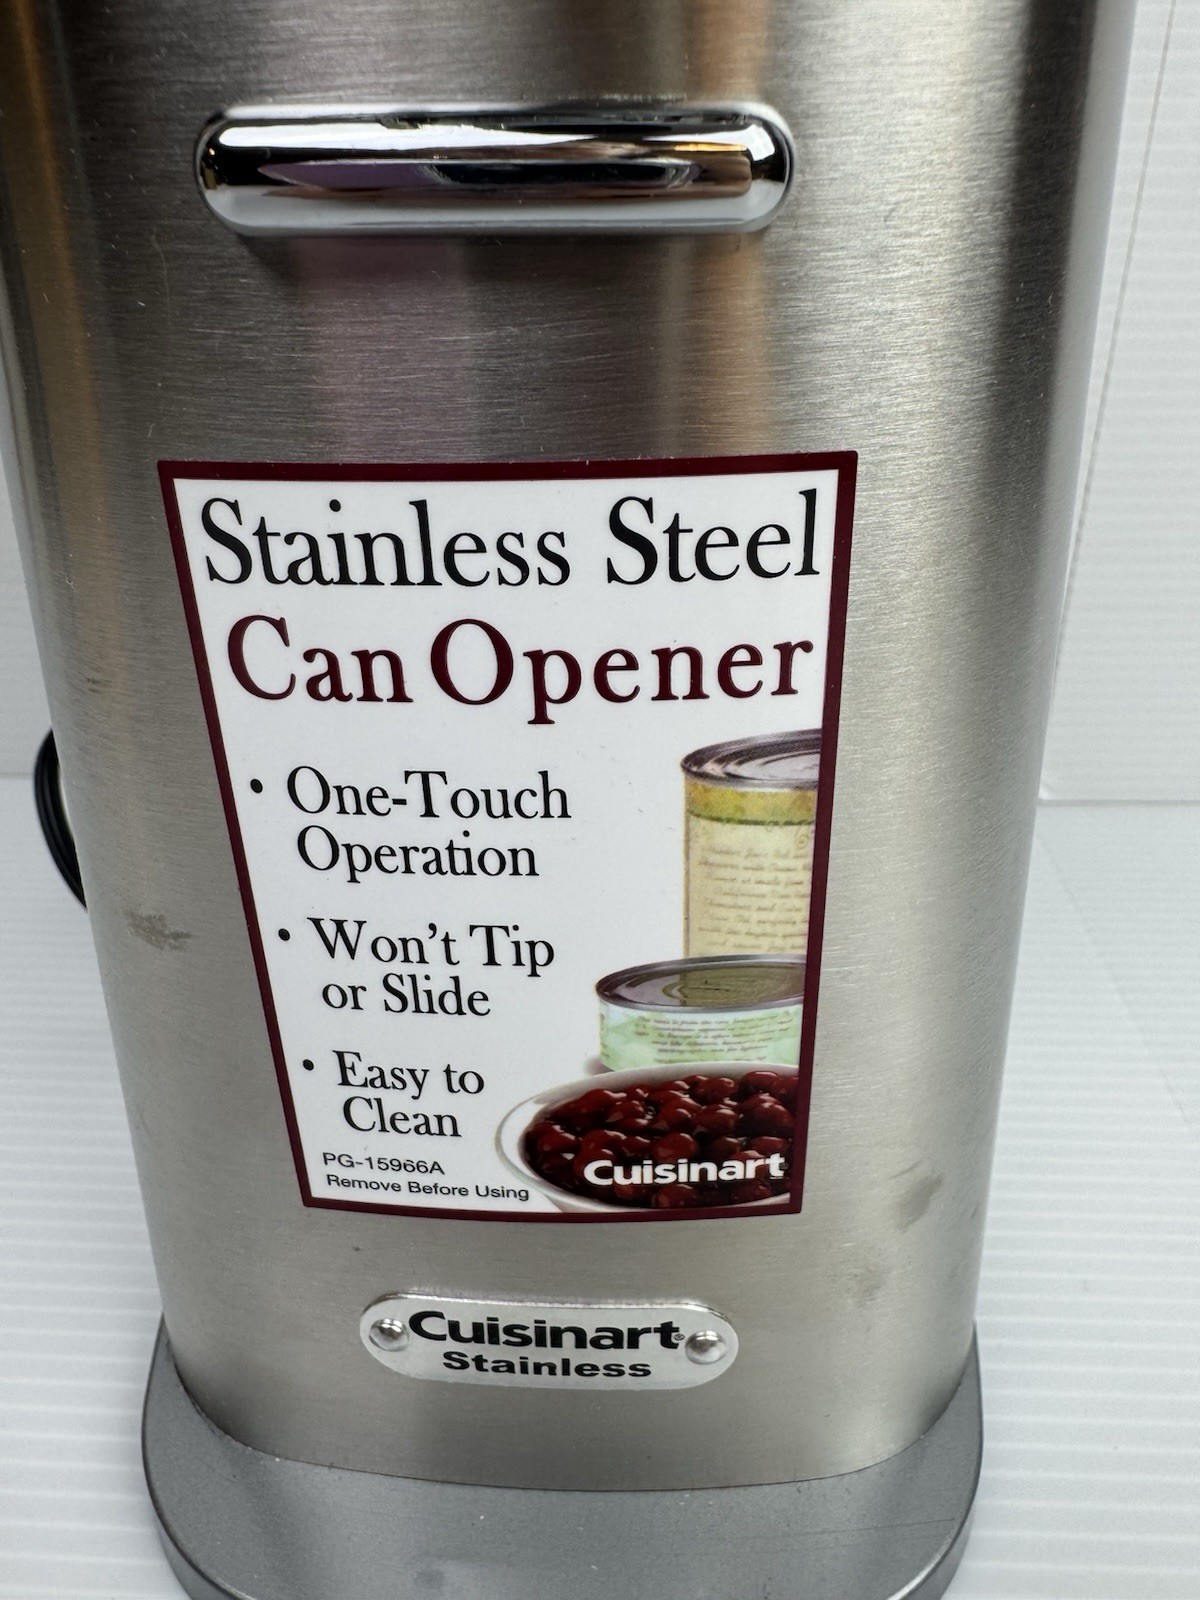 Stainless Steel
Can Opener
• One-Touch
Operation
• Won't Tip
or Slide
• Easy to
Clean
PG-15966A
Remove Before Using
Cuisinart
Cuisinart®
Stainless